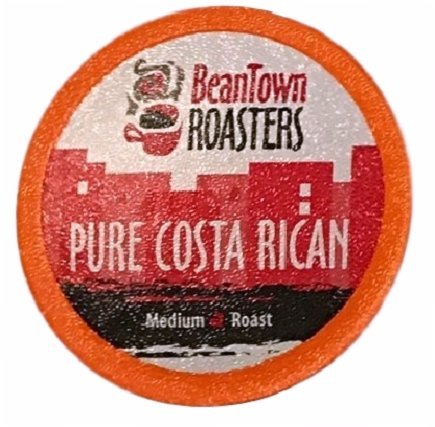 BeanTown
ROASTERS
PURE COSTA RICAN
Medium Roast